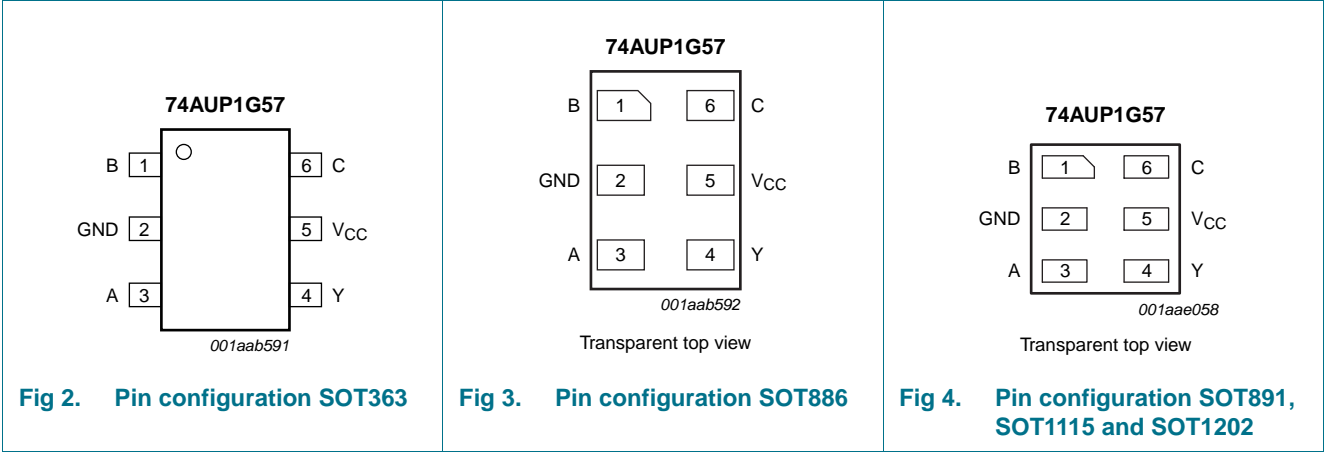 74AUP1G57
B 1 6 C
GND 2 5 VCC
A 3 4 Y
001aab591
Fig 2. Pin configuration SOT363
74AUP1G57
B 1 6 C
GND 2 5 VCC
A 3 4 Y
001aab592
Transparent top view
Fig 3. Pin configuration SOT886
74AUP1G57
B 1 6 C
GND 2 5 VCC
A 3 4 Y
001aae058
Transparent top view
Fig 4. Pin configuration SOT891,
SOT1115 and SOT1202